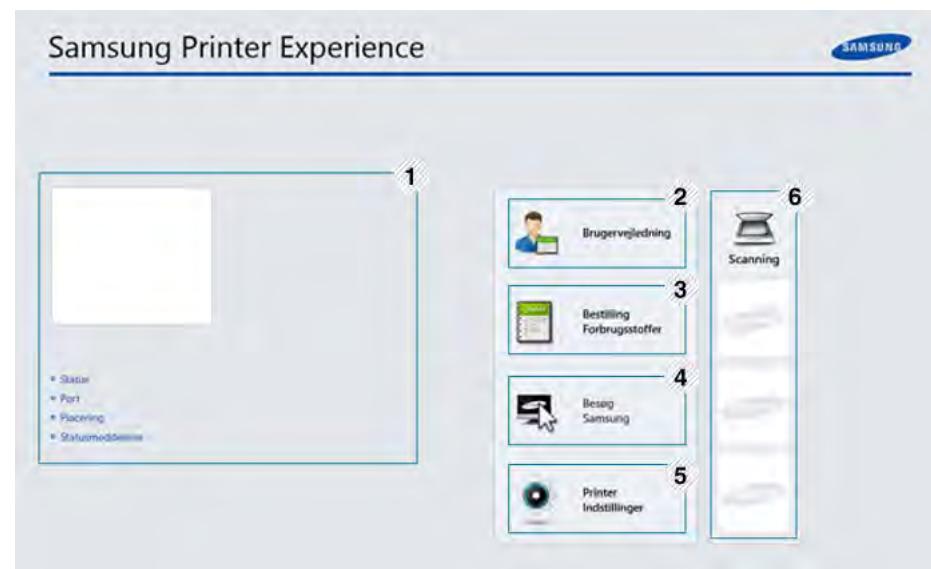 Samsung Printer Experience
SAMSUNG
1
Status
Port
Placering
Statusmeddelelse
2
Brugervejledning
3
Bestilling
Forbrugsstoffer
4
Besøg
Samsung
5
Printer
Indstillinger
6
Scanning